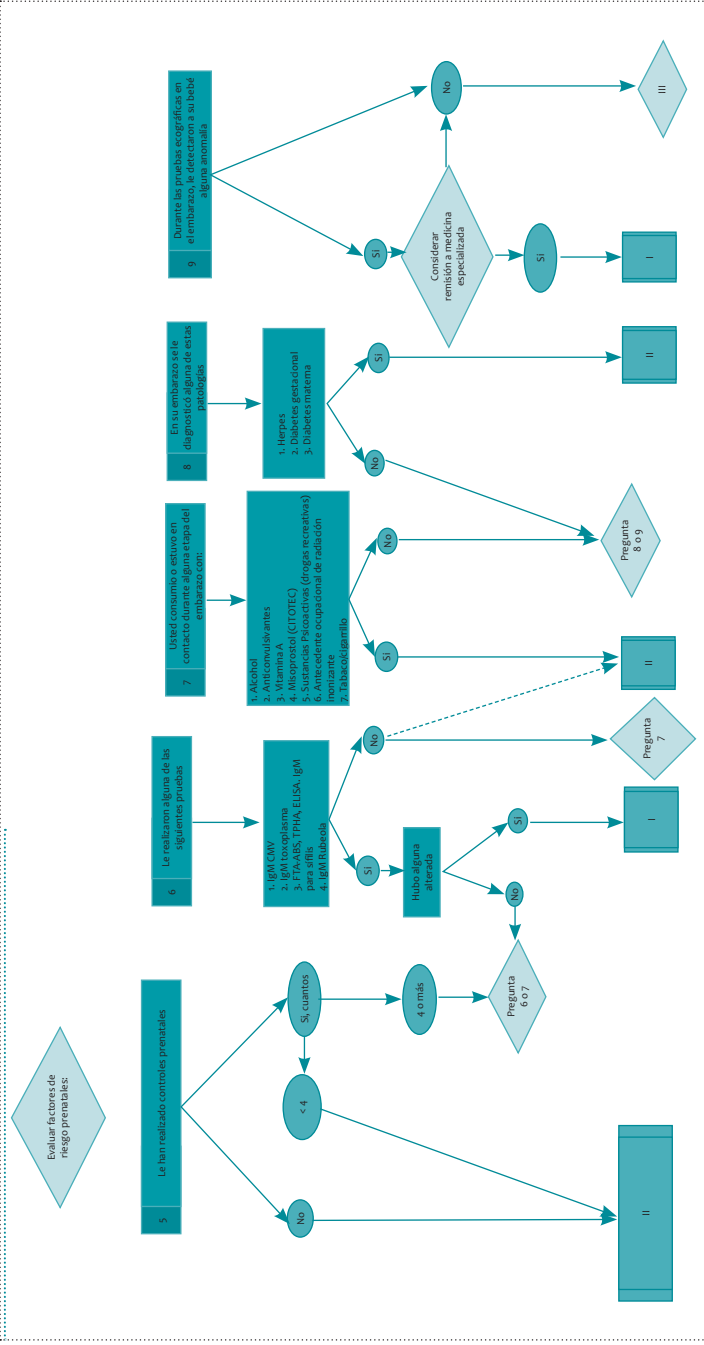 Evaluar factores de
riesgo prenatales:
5
Le han realizado controles prenatales
No
Si, cuantos
< 4
4 o más
II
Pregunta
6 o 7
6
Le realizaron alguna de las
siguientes pruebas
1. IgM CMV
2. IgM toxoplasma
3. FTA-ABS, TPHA, ELISA. IgM
para sífilis
4. IgM Rubeola
Si
No
Hubo alguna
alterada
No
Si
I
Pregunta
7
II
7
Usted consumio o estuvo en
contacto durante alguna etapa del
embarazo con:
1. Alcohol
2. Anticonvulsivantes
3. Vitamina A
4. Misoprostol (CITOTEC)
5. Sustancias Psicoactivas (drogas recreativas)
6. Antecedente ocupacional de radiación
inonizante
7. Tabaco/cigarrillo
Si
No
Pregunta
8 o 9
8
En su embarazo se le
diagnosticó alguna de estas
patologías
1. Herpes
2. Diabetes gestacional
3. Diabetes materna
No
Si
II
9
Durante las pruebas ecográficas en
el embarazo, le detectaron a su bebé
alguna anomalía
Si
No
Considerar
remisión a medicina
especializada
Si
I
III